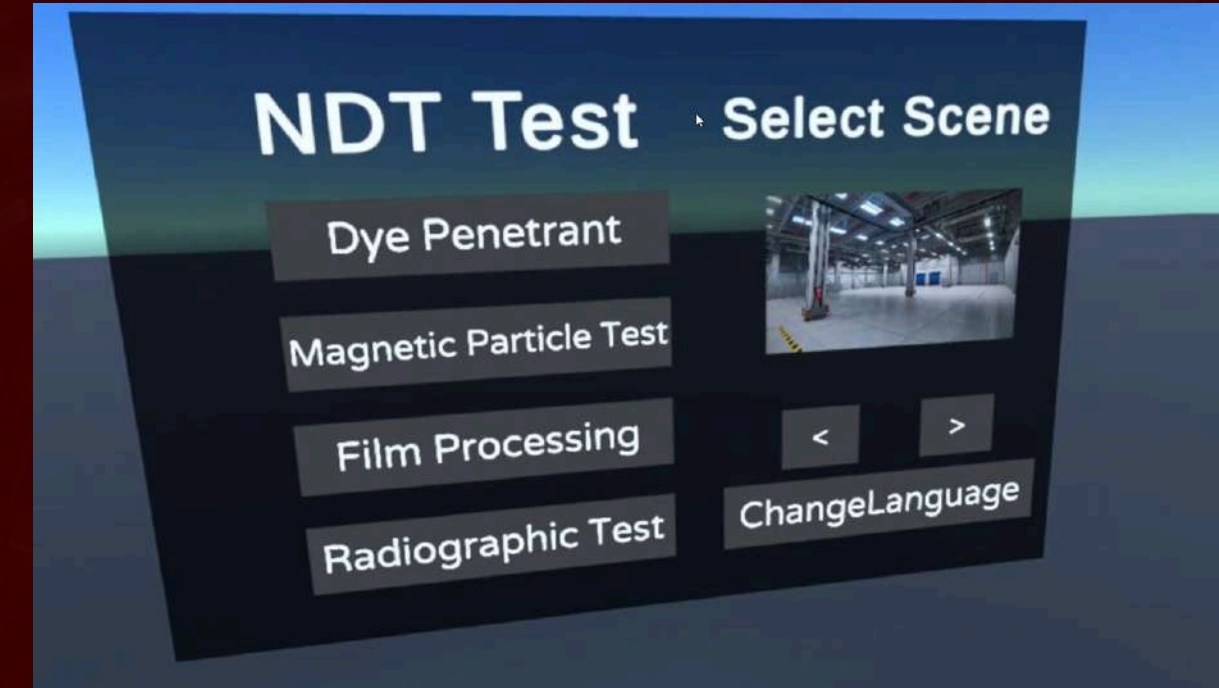 NDT Test
Dye Penetrant
Magnetic Particle Test
Film Processing
Radiographic Test
Select Scene
<
>
ChangeLanguage